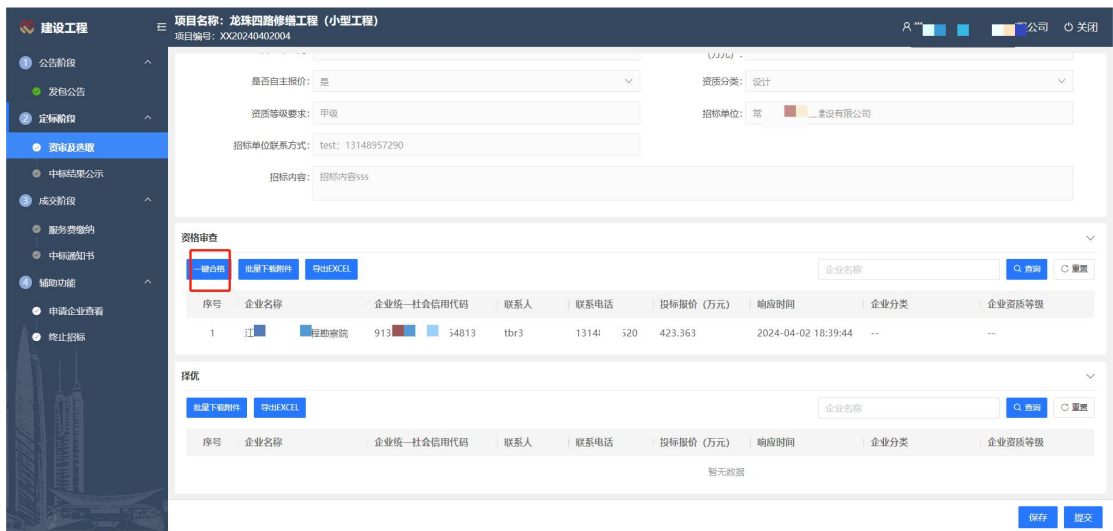 建设工程
项目名称：龙珠四路修缮工程（小型工程）
项目编号：XX20240402004
公司 关闭
1 公告阶段
发包公告
2 定标阶段
资审及选取
中标结果公示
3 成交阶段
服务费缴纳
中标通知书
4 辅助功能
申请企业查看
终止招标
（万元）：
是否自主报价： 是 资质分类： 设计
资质等级要求： 甲级 招标单位： 常 建设有限公司
招标单位联系方式： test；13148957290
招标内容： 招标内容sss
资格审查
一键合格 批量下载附件 导出EXCEL 企业名称 查询 重置
序号 企业名称 企业统一社会信用代码 联系人 联系电话 投标报价（万元） 响应时间 企业分类 企业资质等级
1 江 程勘察院 913 54813 tbr3 1314 520 423.363 2024-04-02 18:39:44 -- --
择优
批量下载附件 导出EXCEL 企业名称 查询 重置
序号 企业名称 企业统一社会信用代码 联系人 联系电话 投标报价（万元） 响应时间 企业分类 企业资质等级
暂无数据
保存 提交